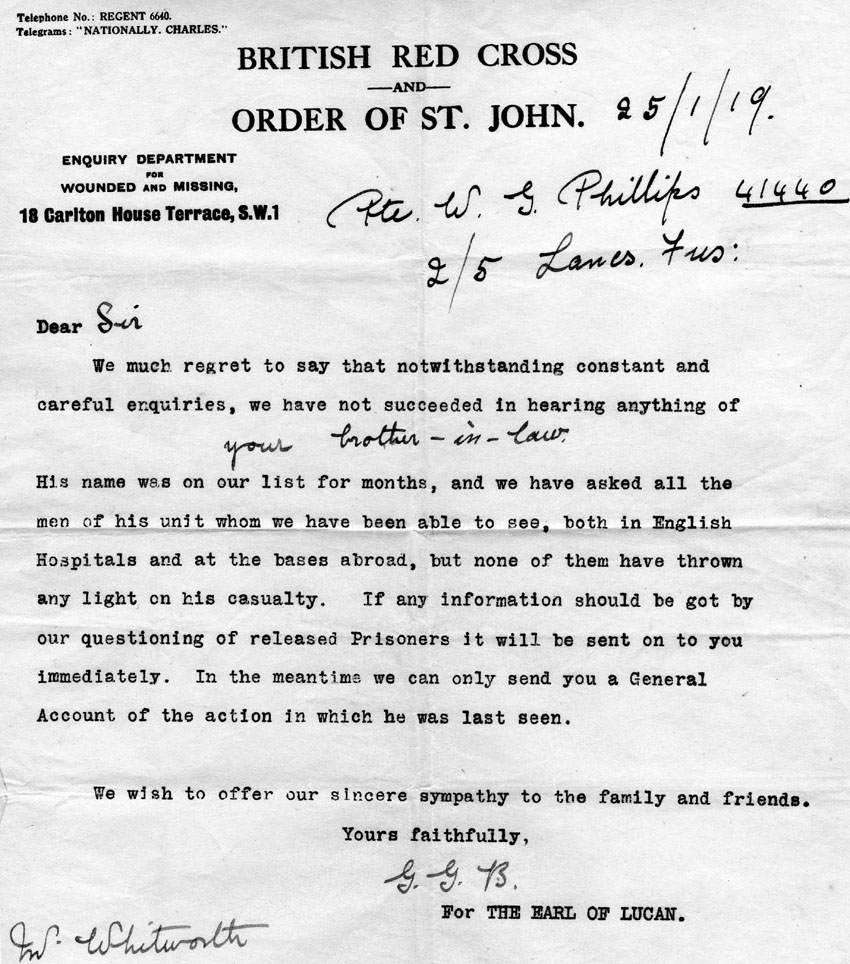 Telephone No.: REGENT 6640.
Telegrams: "NATIONALLY. CHARLES."
BRITISH RED CROSS
—AND—
ORDER OF ST. JOHN.
25/1/19.
ENQUIRY DEPARTMENT
FOR
WOUNDED AND MISSING,
18 Carlton House Terrace, S.W.1
Pte. W. G. Phillips 41440
2/5 Lancs. Fus:
Dear Sir
We much regret to say that notwithstanding constant and
careful enquiries, we have not succeeded in hearing anything of
your brother-in-law.
His name was on our list for months, and we have asked all the
men of his unit whom we have been able to see, both in English
Hospitals and at the bases abroad, but none of them have thrown
any light on his casualty. If any information should be got by
our questioning of released Prisoners it will be sent on to you
immediately. In the meantime we can only send you a General
Account of the action in which he was last seen.
We wish to offer our sincere sympathy to the family and friends.
Yours faithfully,
G. G. B.
For THE EARL OF LUCAN.
Whitworth